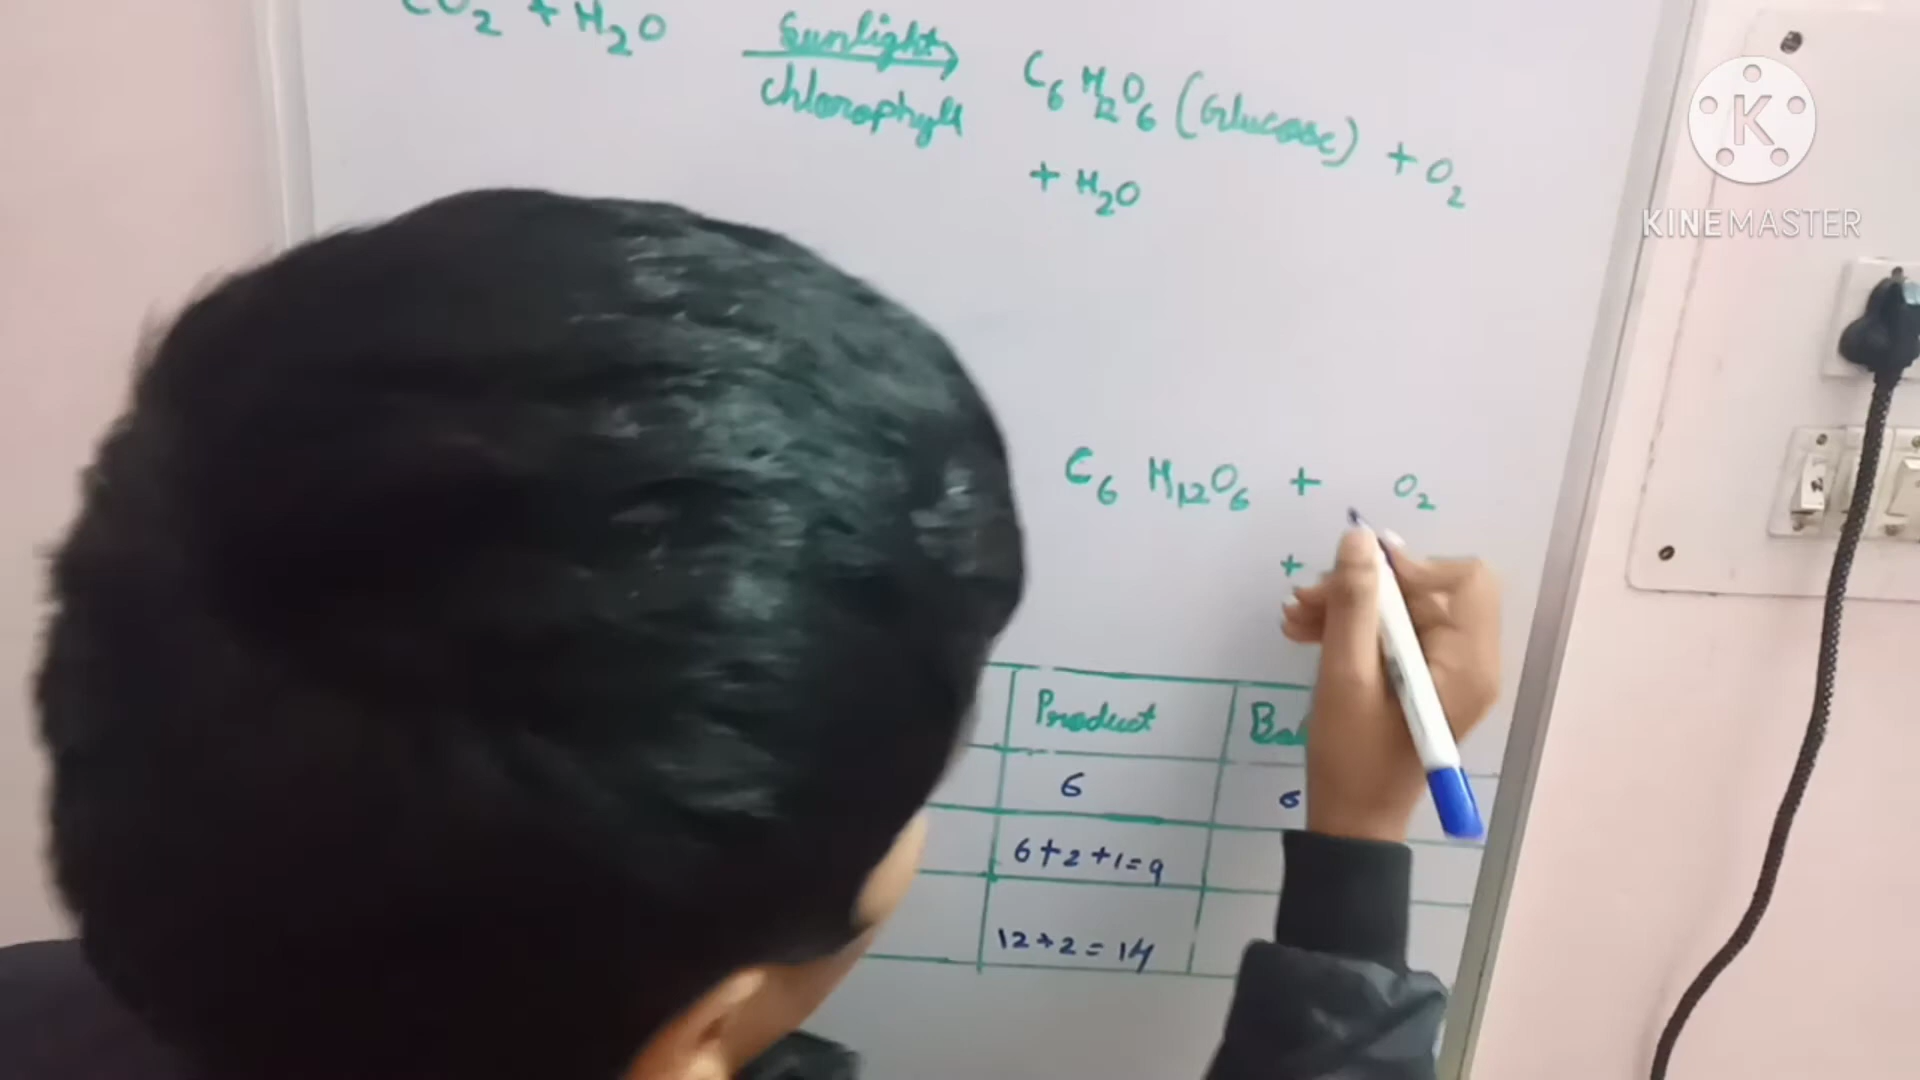 CO2 + H2O Sunlight C6H12O6 (Glucose) + O2
chlorophyll
+ H2O
K
KINEMASTER
C6 H12O6 + O2
+
Product
6 6
6+2+1=9
12+2=14